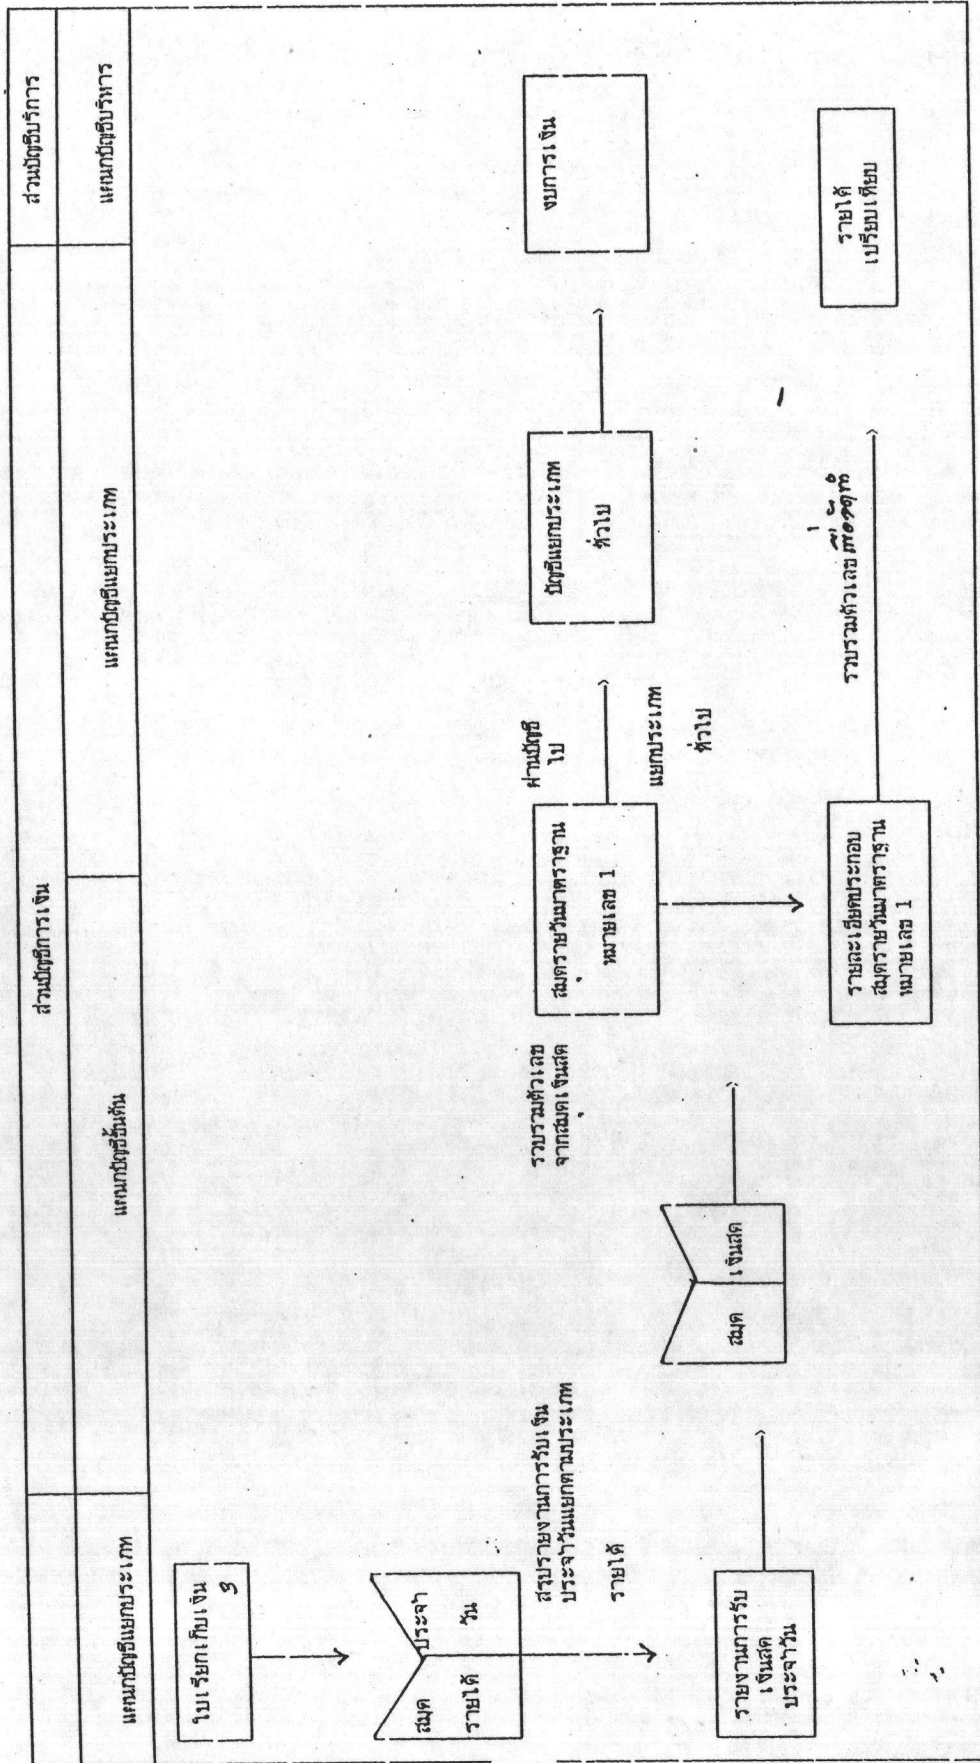 ส่วนบัญชีการเงิน
ส่วนบัญชีบริการ
แผนกบัญชีแยกประเภท
แผนกบัญชีขั้นต้น
แผนกบัญชีแยกประเภท
แผนกบัญชีบริหาร
ใบเรียกเก็บเงิน
3
สมุด ประจำ
รายได้ วัน
สรุปรายงานการรับเงิน
ประจำวันแยกตามประเภท
รายได้
รายงานการรับ
เงินสด
ประจำวัน
สมุด เงินสด
รวบรวมตัวเลข
จากสมุดเงินสด
สมุดรายวันมาตราฐาน
หมายเลข 1
ผ่านบัญชี
ไป
แยกประเภท
ทั่วไป
บัญชีแยกประเภท
ทั่วไป
งบการเงิน
รายละเอียดประกอบ
สมุดรายวันมาตราฐาน
หมายเลข 1
รวบรวมตัวเลข
รายได้
เปรียบเทียบ